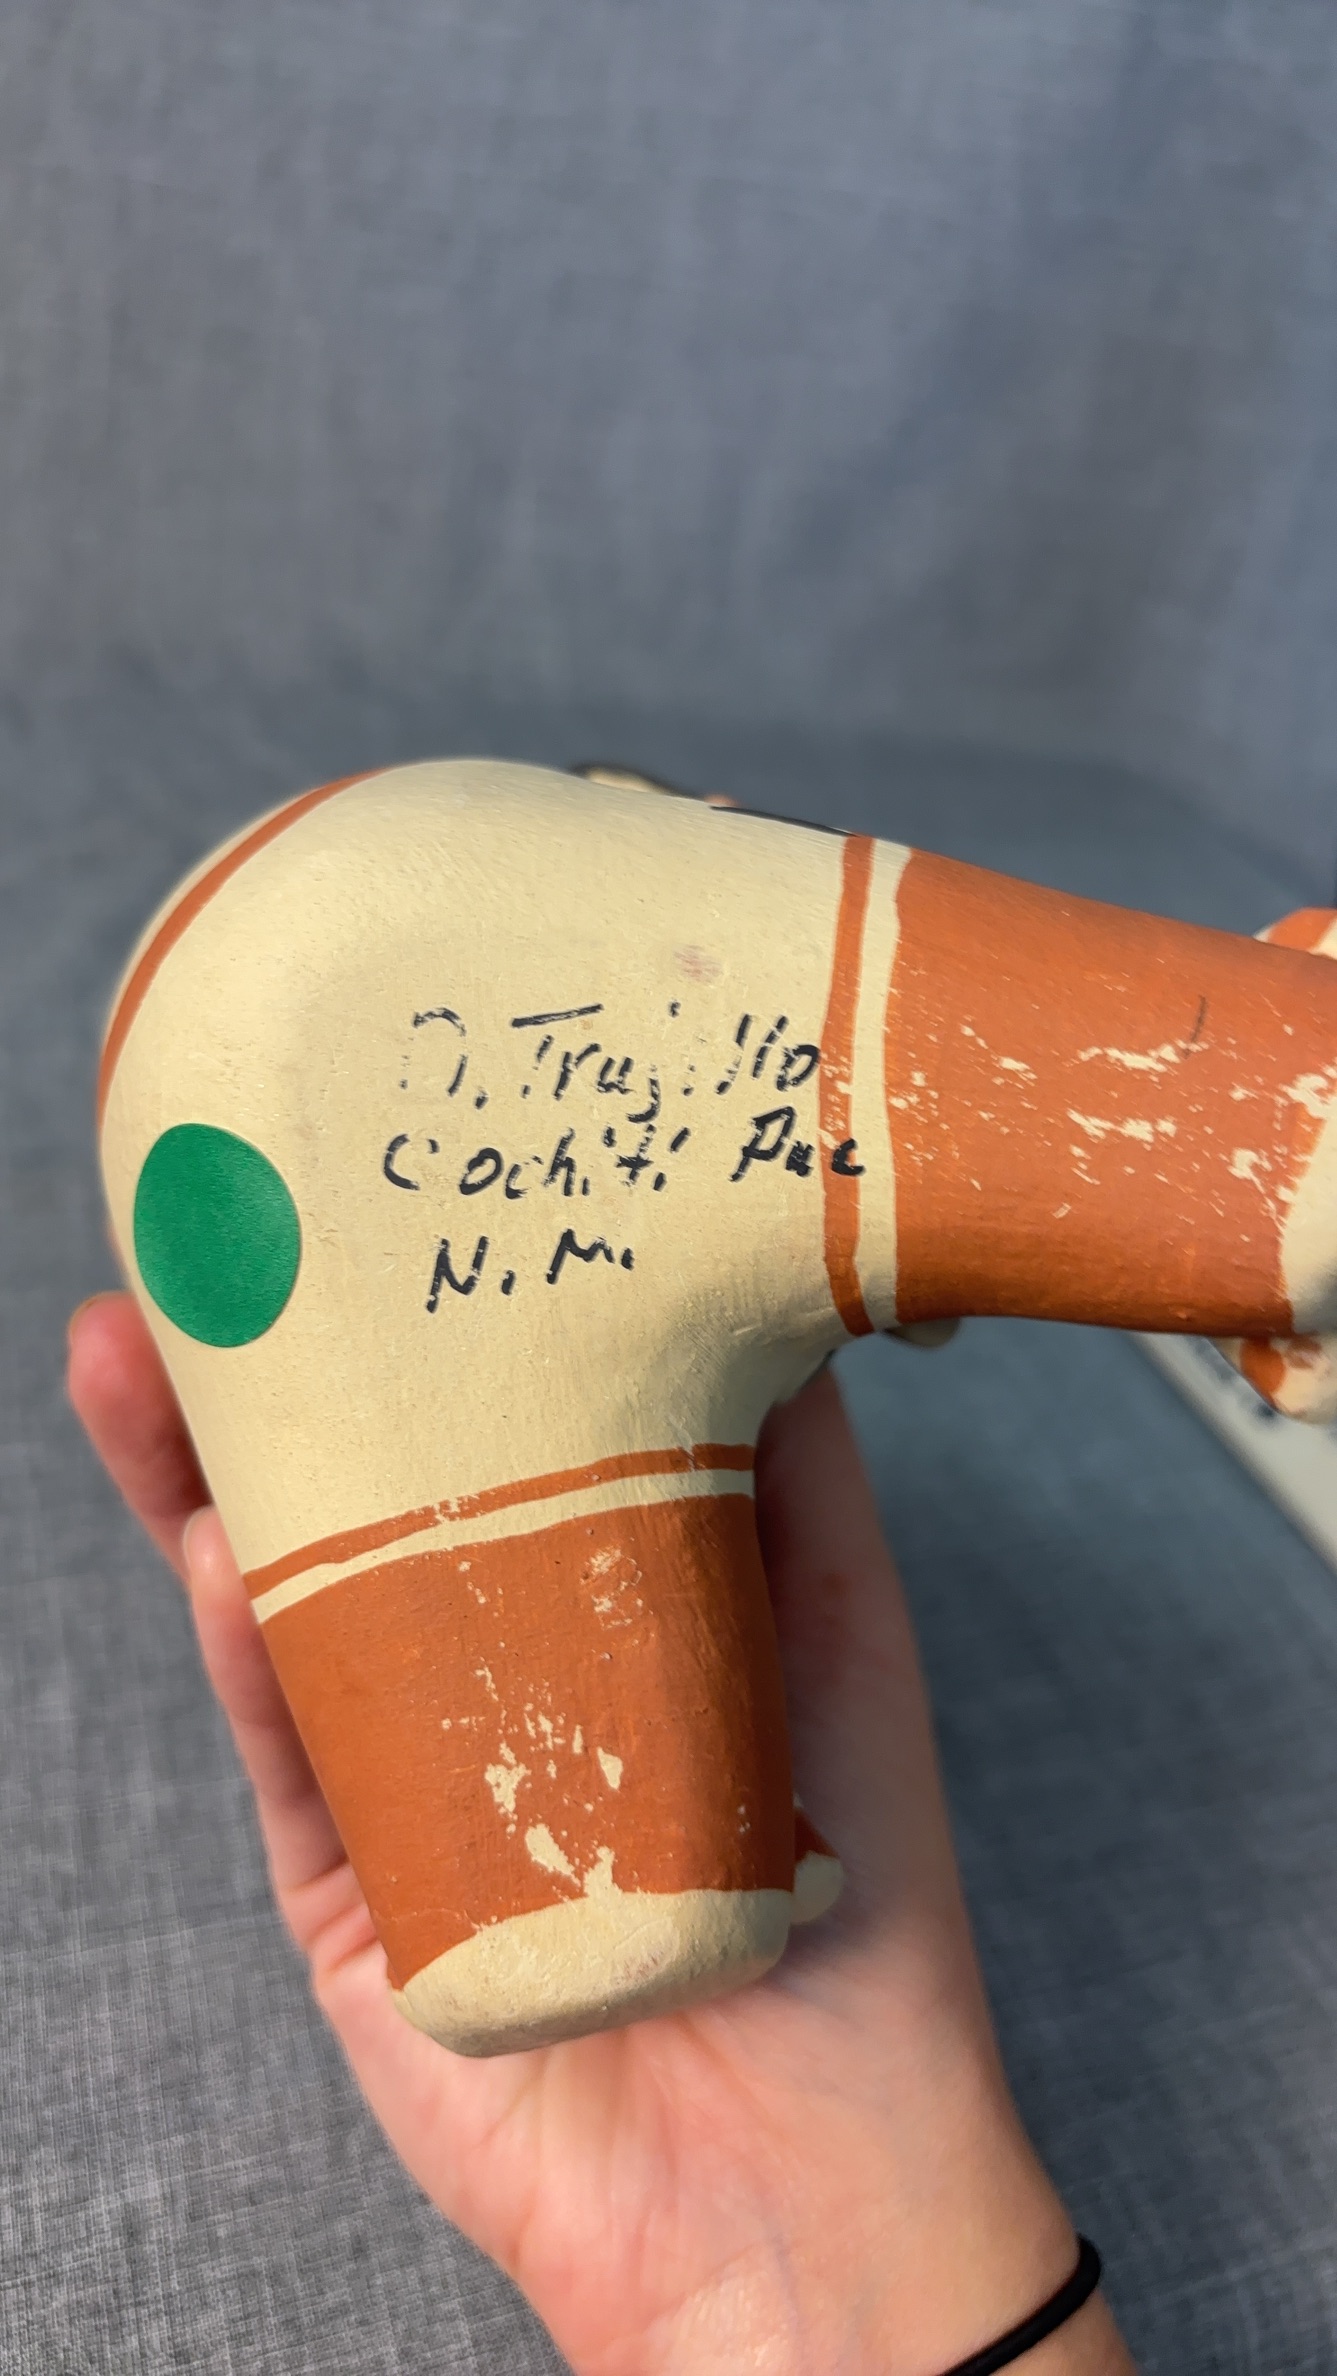 D. Trujillo
Cochiti Pue
N. M.